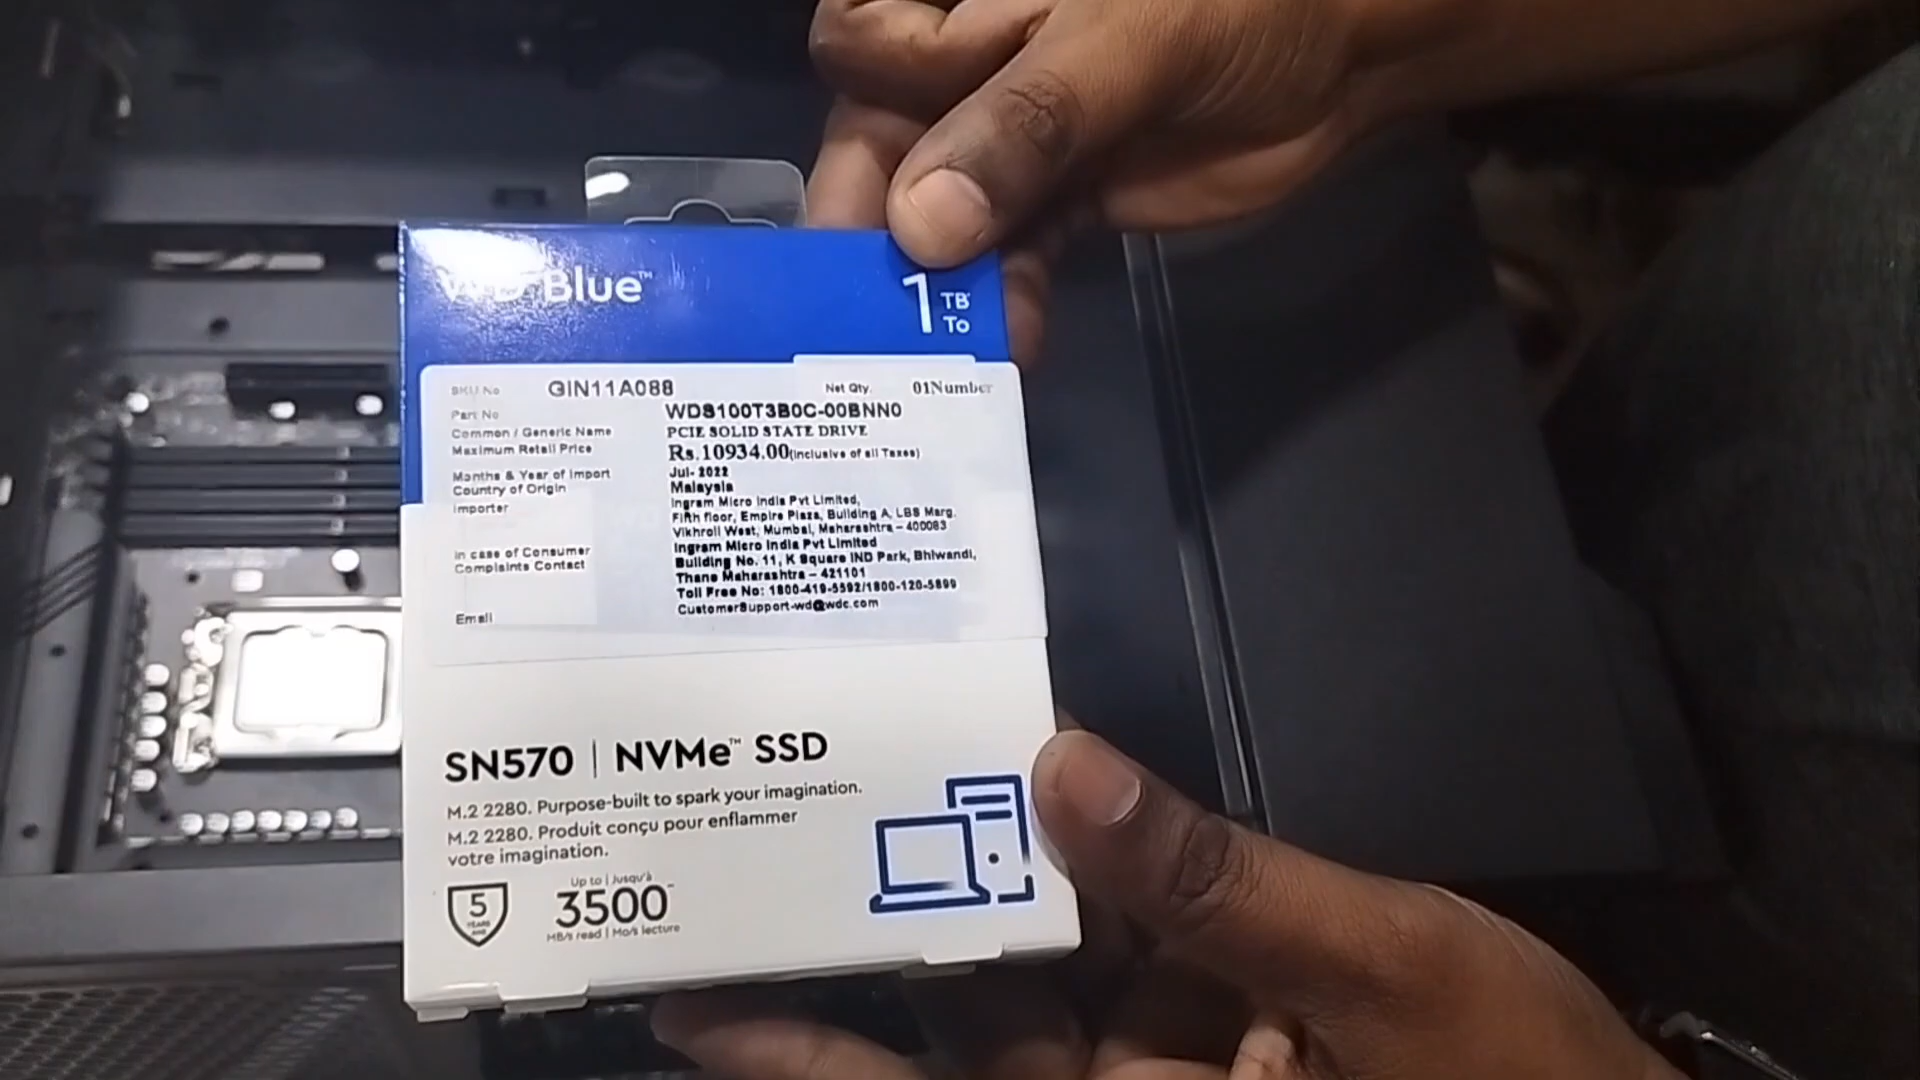 WD Blue™
1 TB
To
SKU No GIN11A088 Net Qty. 01Number
Part No WDS100T3B0C-00BNN0
Common / Generic Name PCIE SOLID STATE DRIVE
Maximum Retail Price Rs.10934.00(inclusive of all Taxes)
Months & Year of Import Jul- 2022
Country of Origin Malaysia
Importer Ingram Micro India Pvt Limited,
Fifth floor, Empire Plaza, Building A, LBS Marg,
Vikhroli West, Mumbai, Maharashtra – 400083
In case of Consumer Ingram Micro India Pvt Limited
Complaints Contact Building No. 11, K Square IND Park, Bhiwandi,
Thane Maharashtra – 421101
Toll Free No: 1800-419-5592/1800-120-5899
Email CustomerSupport-wd@wdc.com
SN570 | NVMe™ SSD
M.2 2280. Purpose-built to spark your imagination.
M.2 2280. Produit conçu pour enflammer
votre imagination.
5
YEARS
ANS
Up to | Jusqu'à
3500
MB/s read | Mo/s lecture